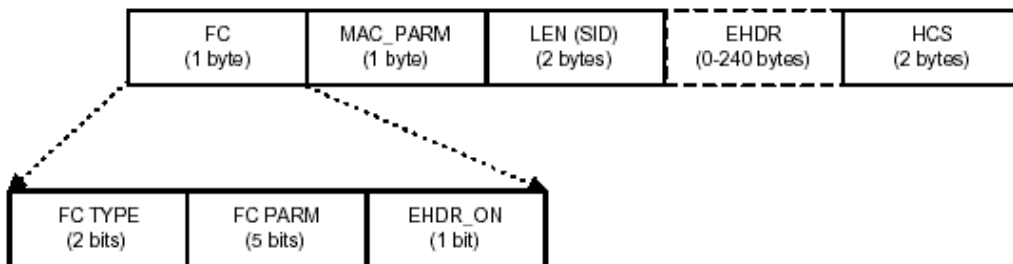 FC MAC_PARM LEN (SID) EHDR HCS
(1 byte) (1 byte) (2 bytes) (0-240 bytes) (2 bytes)
FC TYPE FC PARM EHDR_ON
(2 bits) (5 bits) (1 bit)